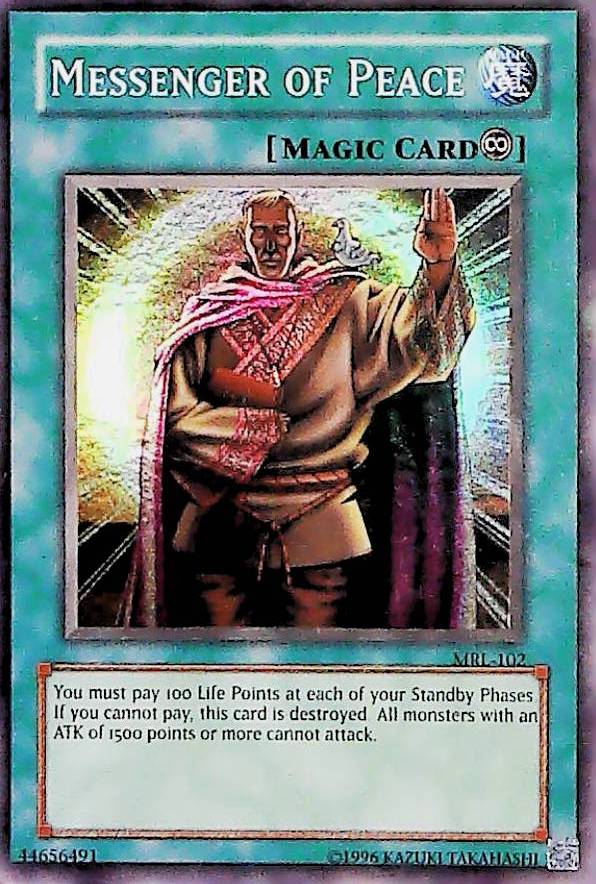 MESSENGER OF PEACE
MAGIC
魔
[MAGIC CARD∞]
MRL-102
You must pay 100 Life Points at each of your Standby Phases
If you cannot pay, this card is destroyed All monsters with an
ATK of 1500 points or more cannot attack.
44656491
©1996 KAZUKI TAKAHASHI